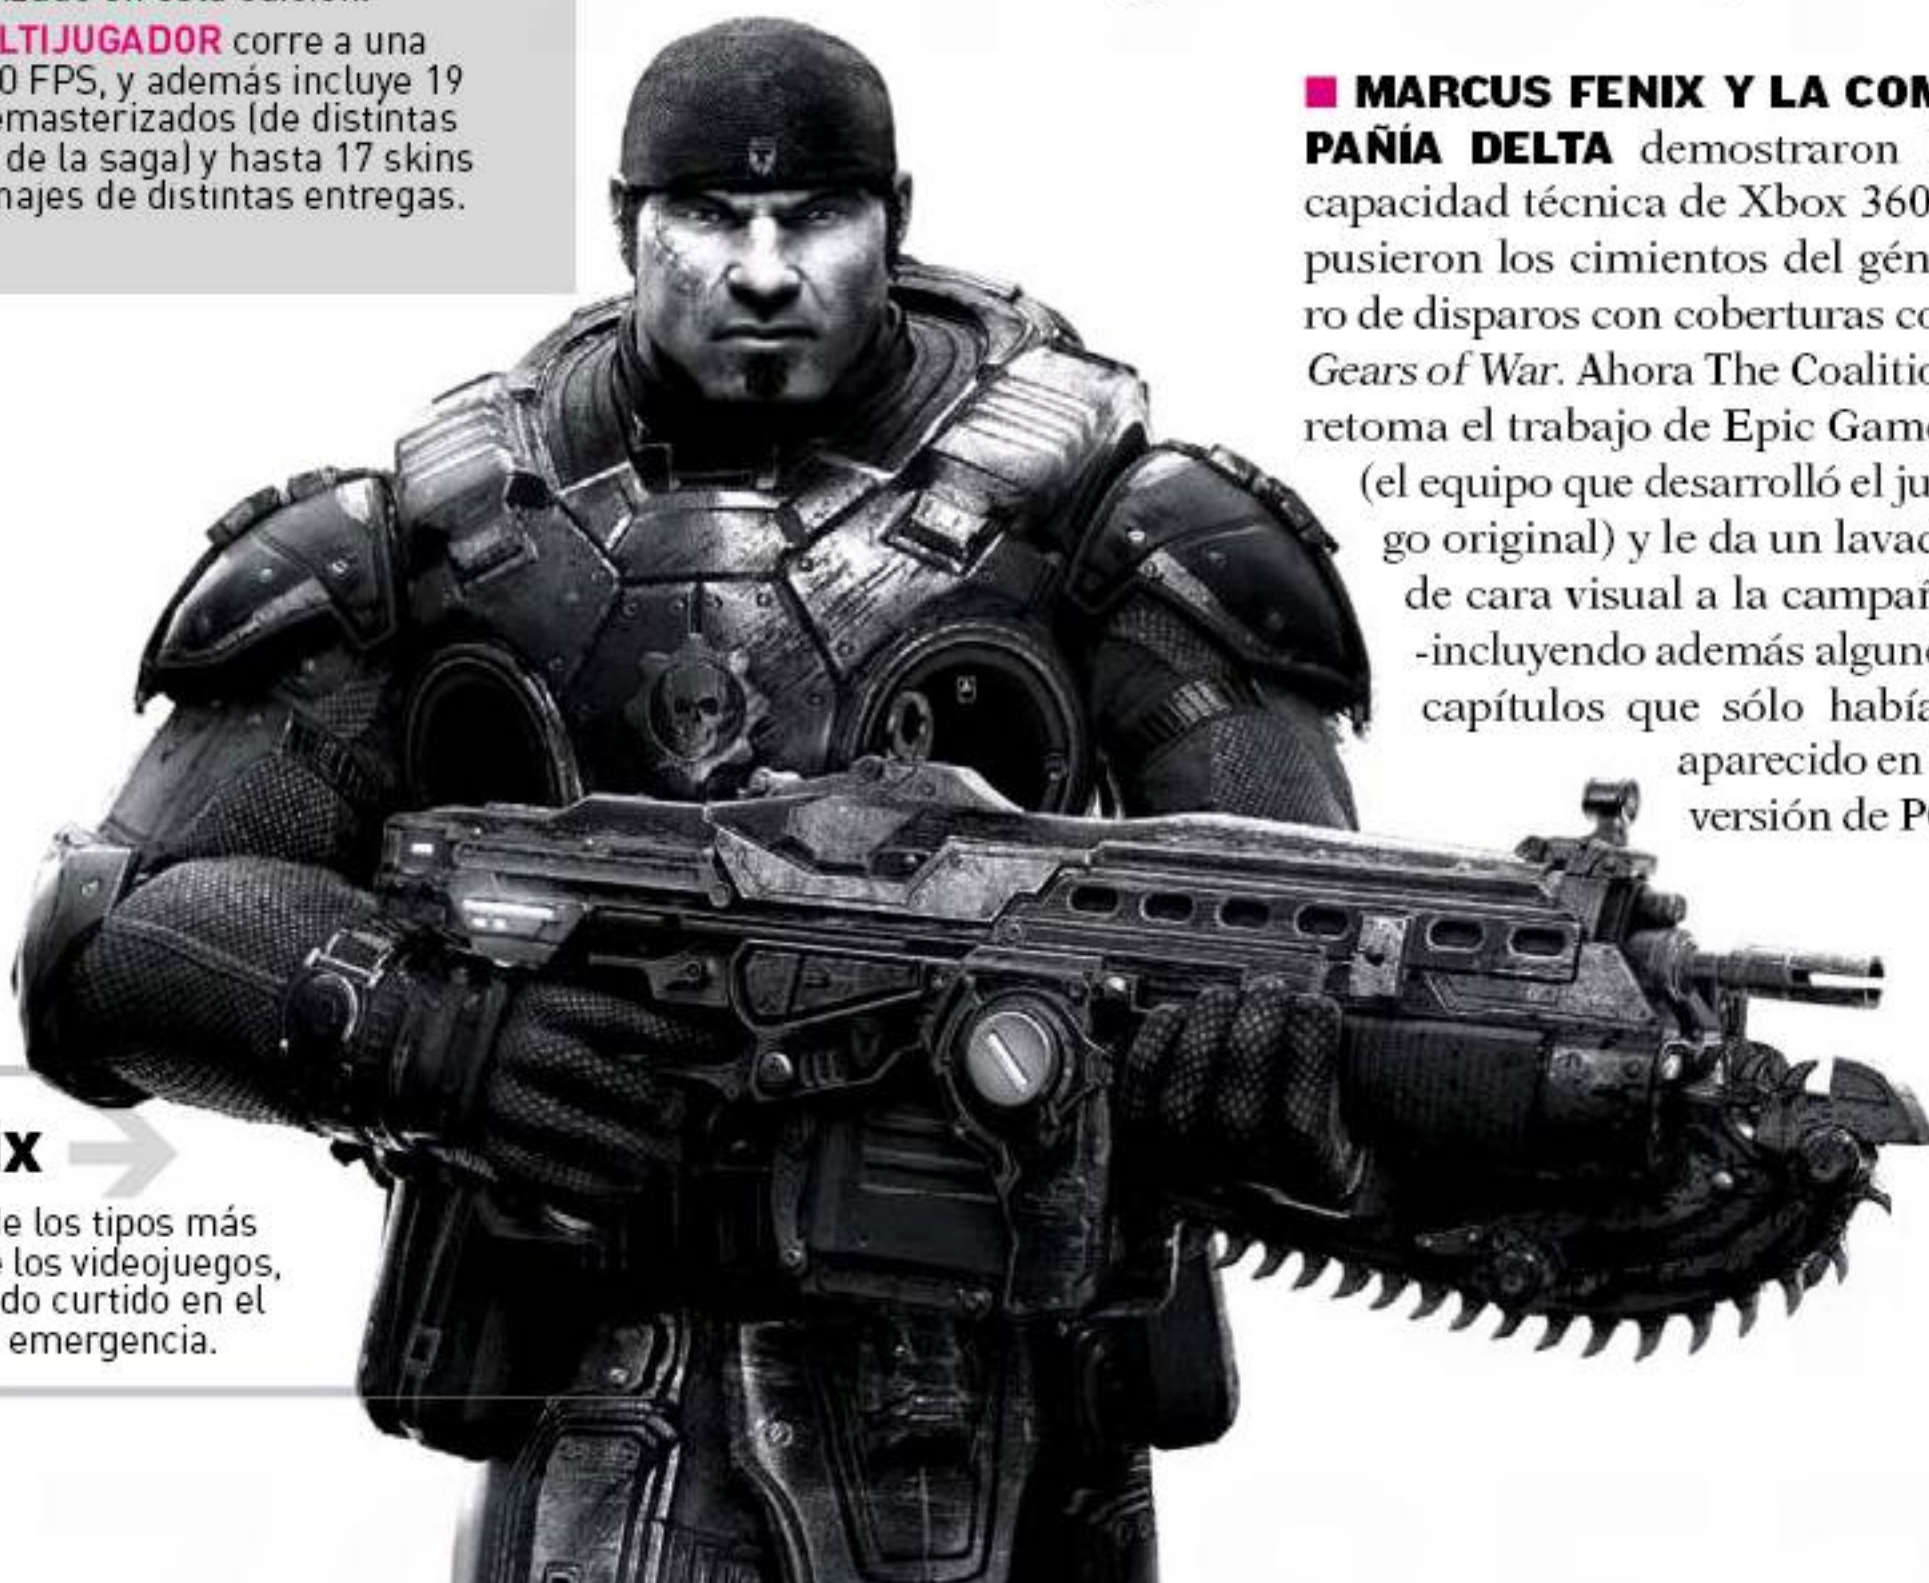 LTIJUGADOR corre a una
0 FPS, y además incluye 19
emasterizados (de distintas
de la saga) y hasta 17 skins
najes de distintas entregas.
MARCUS FENIX Y LA COM
PAÑÍA DELTA demostraron
capacidad técnica de Xbox 360
pusieron los cimientos del gén
ro de disparos con coberturas co
Gears of War. Ahora The Coalitio
retoma el trabajo de Epic Game
(el equipo que desarrolló el ju
go original) y le da un lavad
de cara visual a la campañ
-incluyendo además alguno
capítulos que sólo había
aparecido en
versión de P
X
de los tipos más
e los videojuegos,
do curtido en el
emergencia.